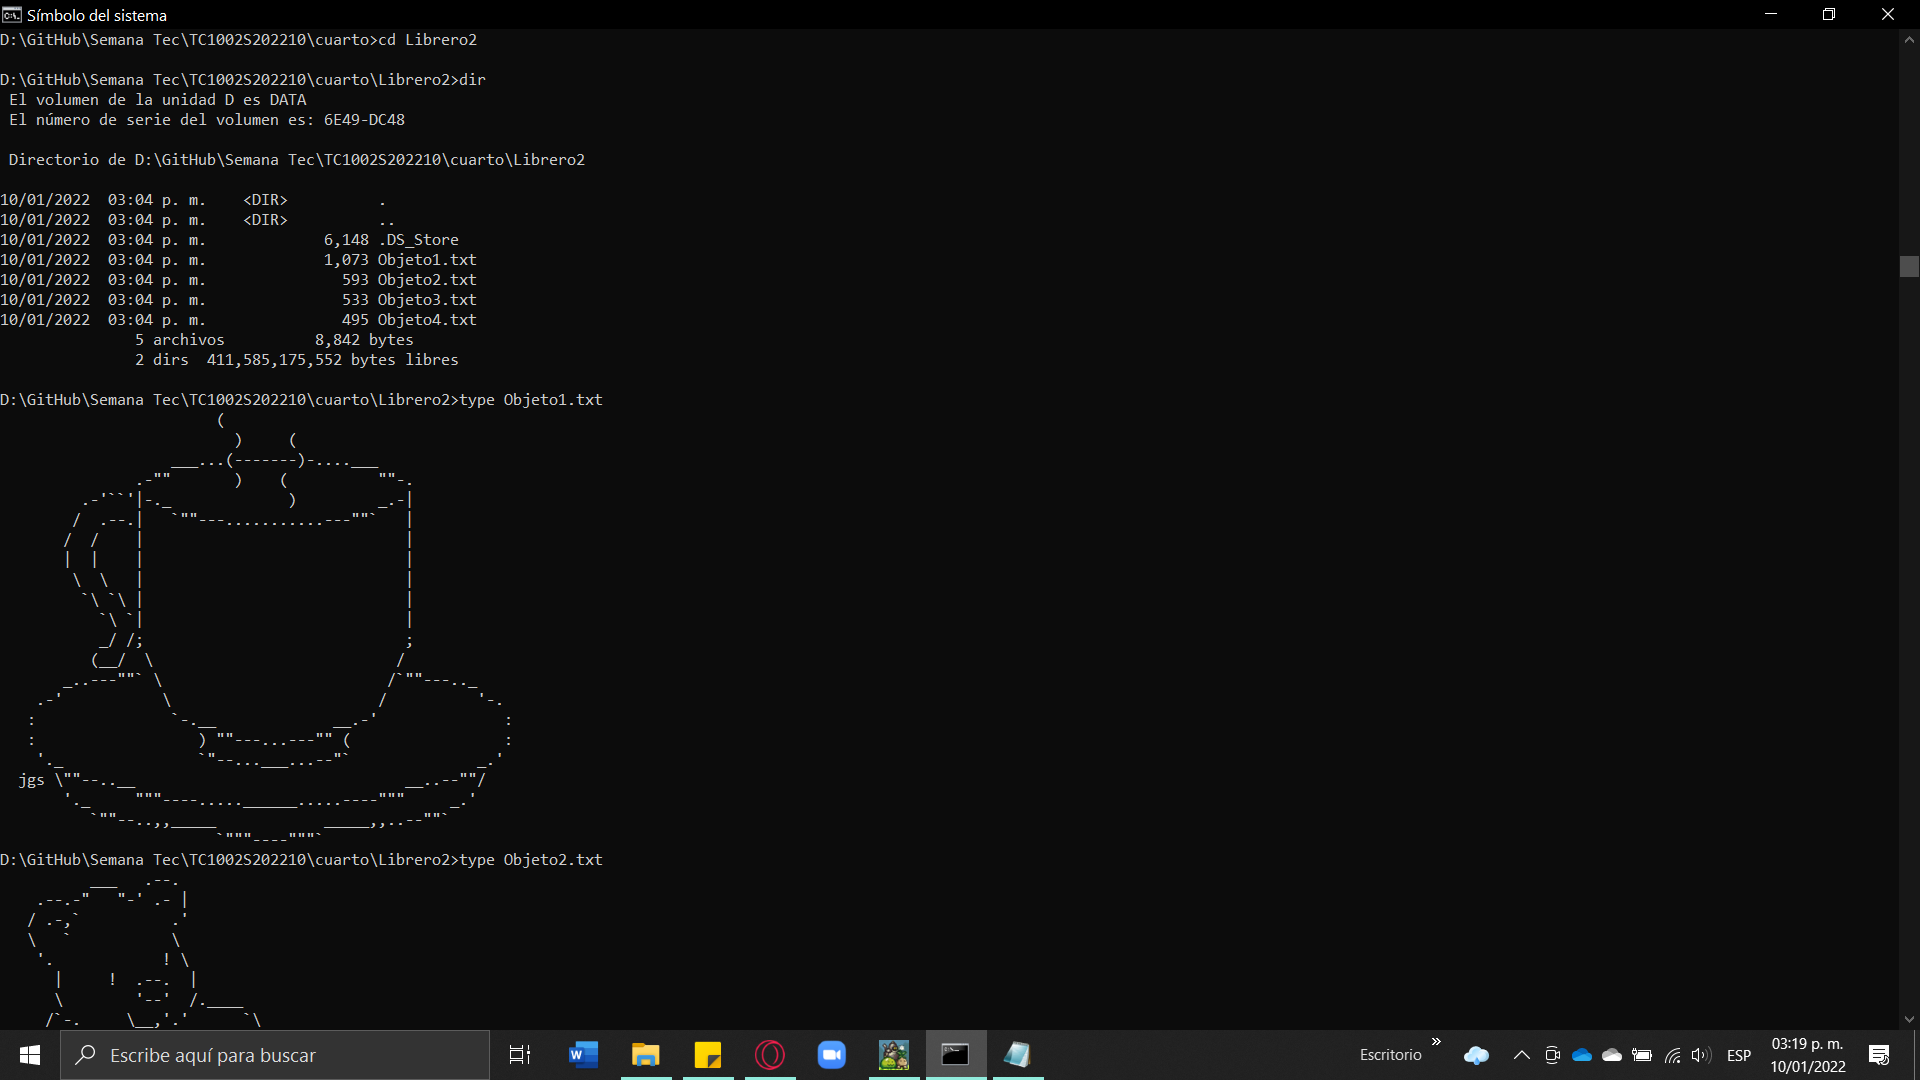 Símbolo del sistema
D:\GitHub\Semana Tec\TC1002S202210\cuarto>cd Librero2
D:\GitHub\Semana Tec\TC1002S202210\cuarto\Librero2>dir
 El volumen de la unidad D es DATA
 El número de serie del volumen es: 6E49-DC48
 Directorio de D:\GitHub\Semana Tec\TC1002S202210\cuarto\Librero2
10/01/2022  03:04 p. m.    <DIR>          .
10/01/2022  03:04 p. m.    <DIR>          ..
10/01/2022  03:04 p. m.             6,148 .DS_Store
10/01/2022  03:04 p. m.             1,073 Objeto1.txt
10/01/2022  03:04 p. m.               593 Objeto2.txt
10/01/2022  03:04 p. m.               533 Objeto3.txt
10/01/2022  03:04 p. m.               495 Objeto4.txt
               5 archivos          8,842 bytes
               2 dirs  411,585,175,552 bytes libres
D:\GitHub\Semana Tec\TC1002S202210\cuarto\Librero2>type Objeto1.txt
jgs
D:\GitHub\Semana Tec\TC1002S202210\cuarto\Librero2>type Objeto2.txt
Escribe aquí para buscar
Escritorio
ESP
03:19 p. m.
10/01/2022